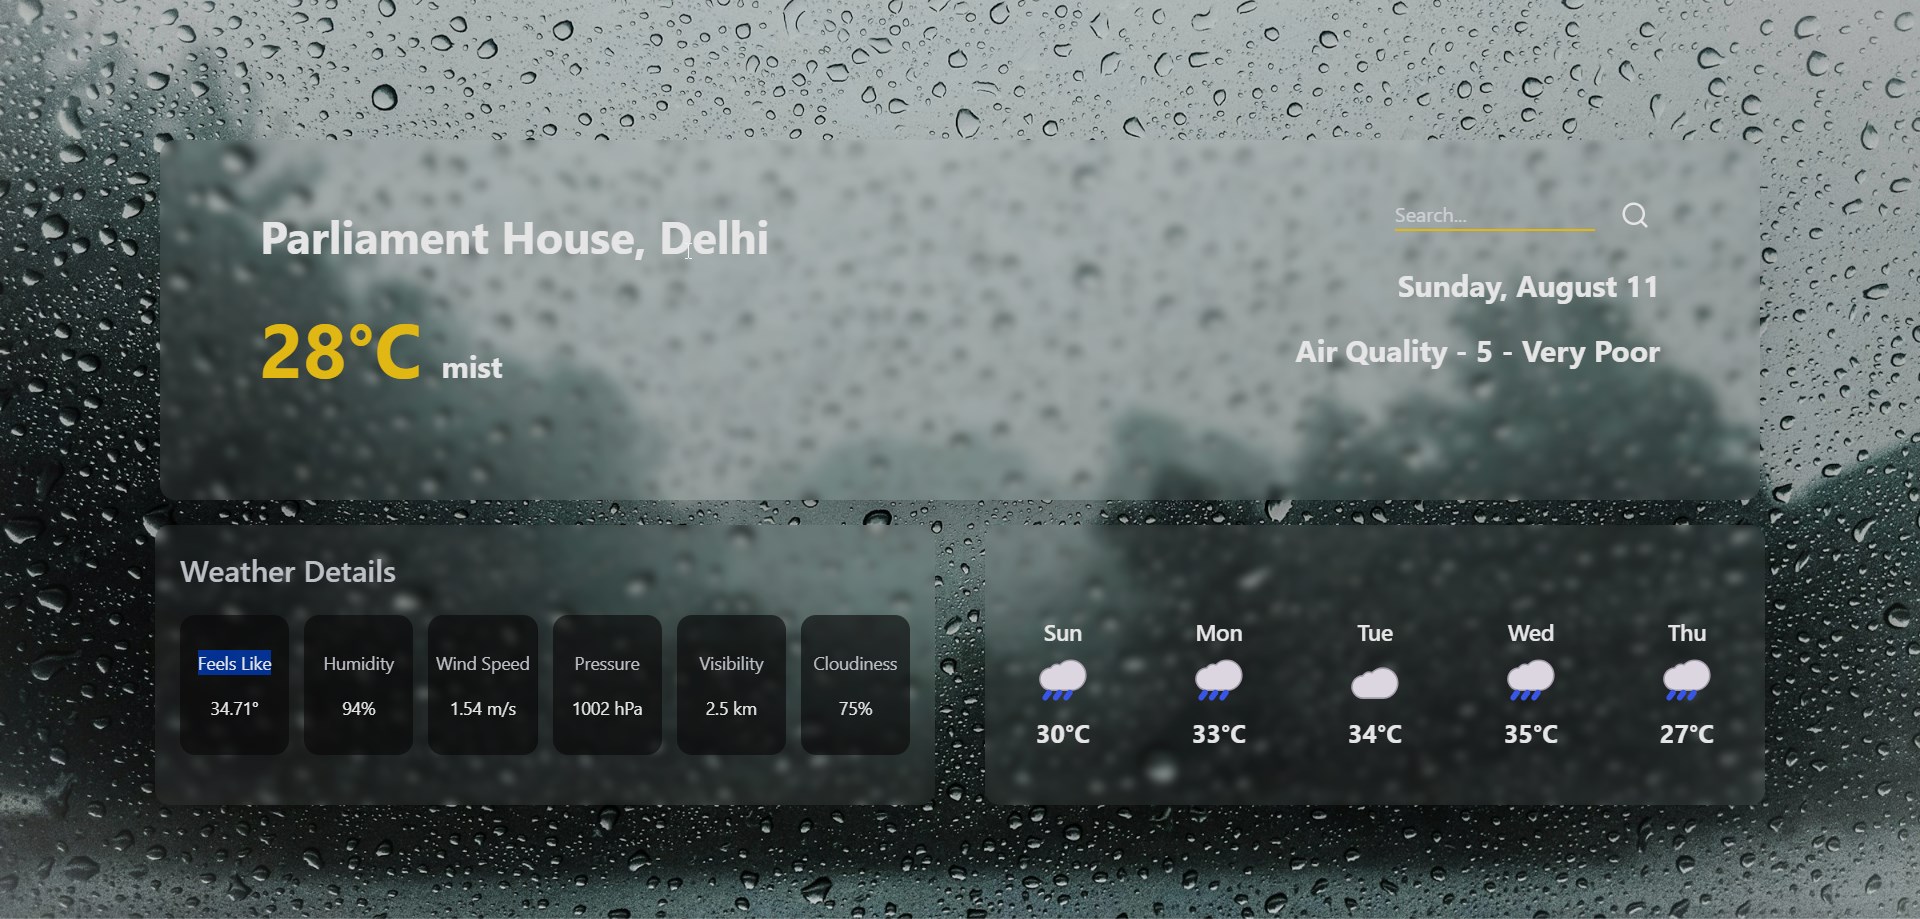 Parliament House, Delhi
28°C mist
Search...
Sunday, August 11
Air Quality - 5 - Very Poor
Weather Details
Feels Like
34.71°
Humidity
94%
Wind Speed
1.54 m/s
Pressure
1002 hPa
Visibility
2.5 km
Cloudiness
75%
Sun
30°C
Mon
33°C
Tue
34°C
Wed
35°C
Thu
27°C